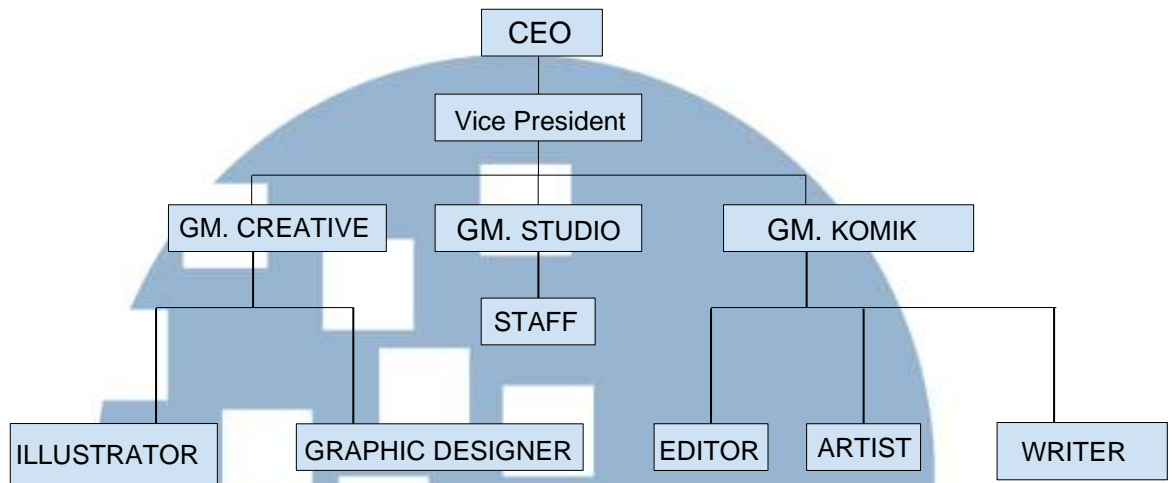 CEO
Vice President
GM. CREATIVE
GM. STUDIO
GM. KOMIK
STAFF
ILLUSTRATOR
GRAPHIC DESIGNER
EDITOR
ARTIST
WRITER